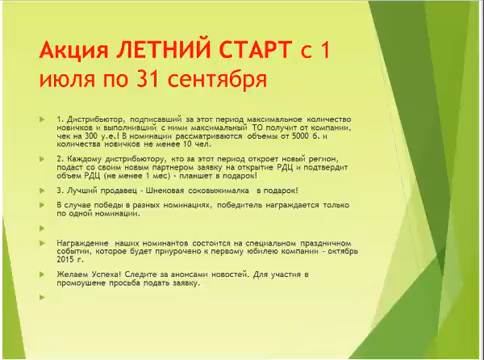 Акция ЛЕТНИЙ СТАРТ с 1
июля по 31 сентября
1. Дистрибьютор, подписавший за этот период максимальное количество
новичков и выполнивший с ними максимальный ТО получит от компании,
чек на 300 у.е.! В номинации рассматриваются объемы от 5000 б. и
количества новичков не менее 10 чел.
2. Каждому дистрибьютору, кто за этот период откроет новый регион,
подаст со своим новым партнером заявку на открытие РДЦ и подтвердит
объем РДЦ (не менее 1 мес) - планшет в подарок!
3. Лучший продавец - Шнековая соковыжималка в подарок!
В случае победы в разных номинациях, победитель награждается только
по одной номинации.
Награждение наших номинантов состоится на специальном праздничном
событии, которое будет приурочено к первому юбилею компании - октябрь
2015 г.
Желаем Успеха! Следите за анонсами новостей. Для участия в
промоушене просьба подать заявку.